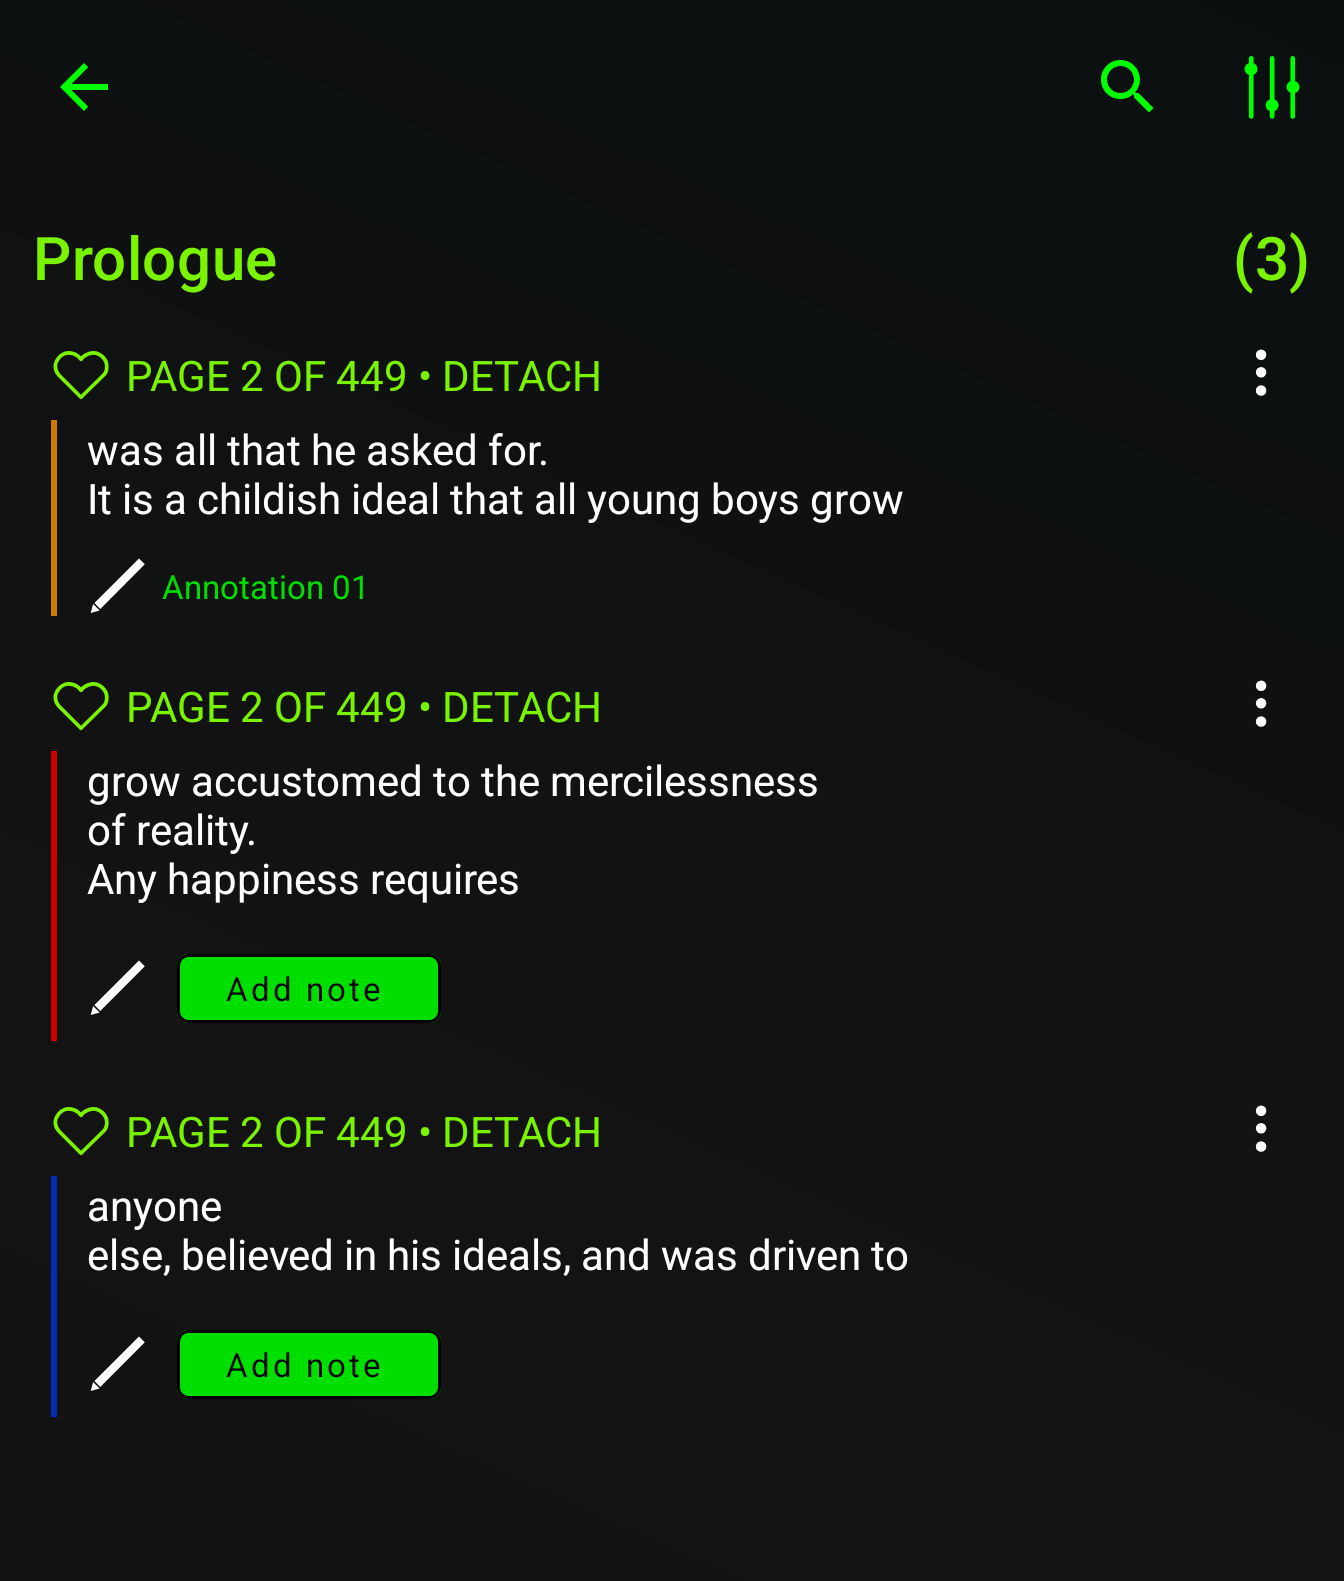 Prologue (3)
PAGE 2 OF 449 • DETACH
was all that he asked for.
It is a childish ideal that all young boys grow
Annotation 01
PAGE 2 OF 449 • DETACH
grow accustomed to the mercilessness
of reality.
Any happiness requires
Add note
PAGE 2 OF 449 • DETACH
anyone
else, believed in his ideals, and was driven to
Add note